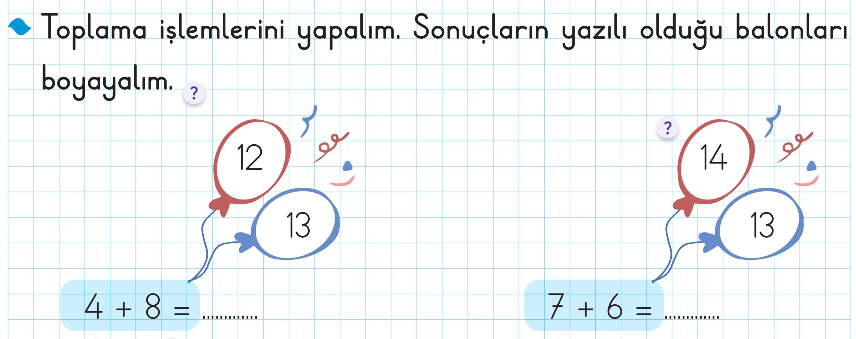 Toplama işlemlerini yapalım. Sonuçların yazılı olduğu balonları
boyayalım.
?
?
12
14
13
13
4 + 8 = ............
7 + 6 = ............